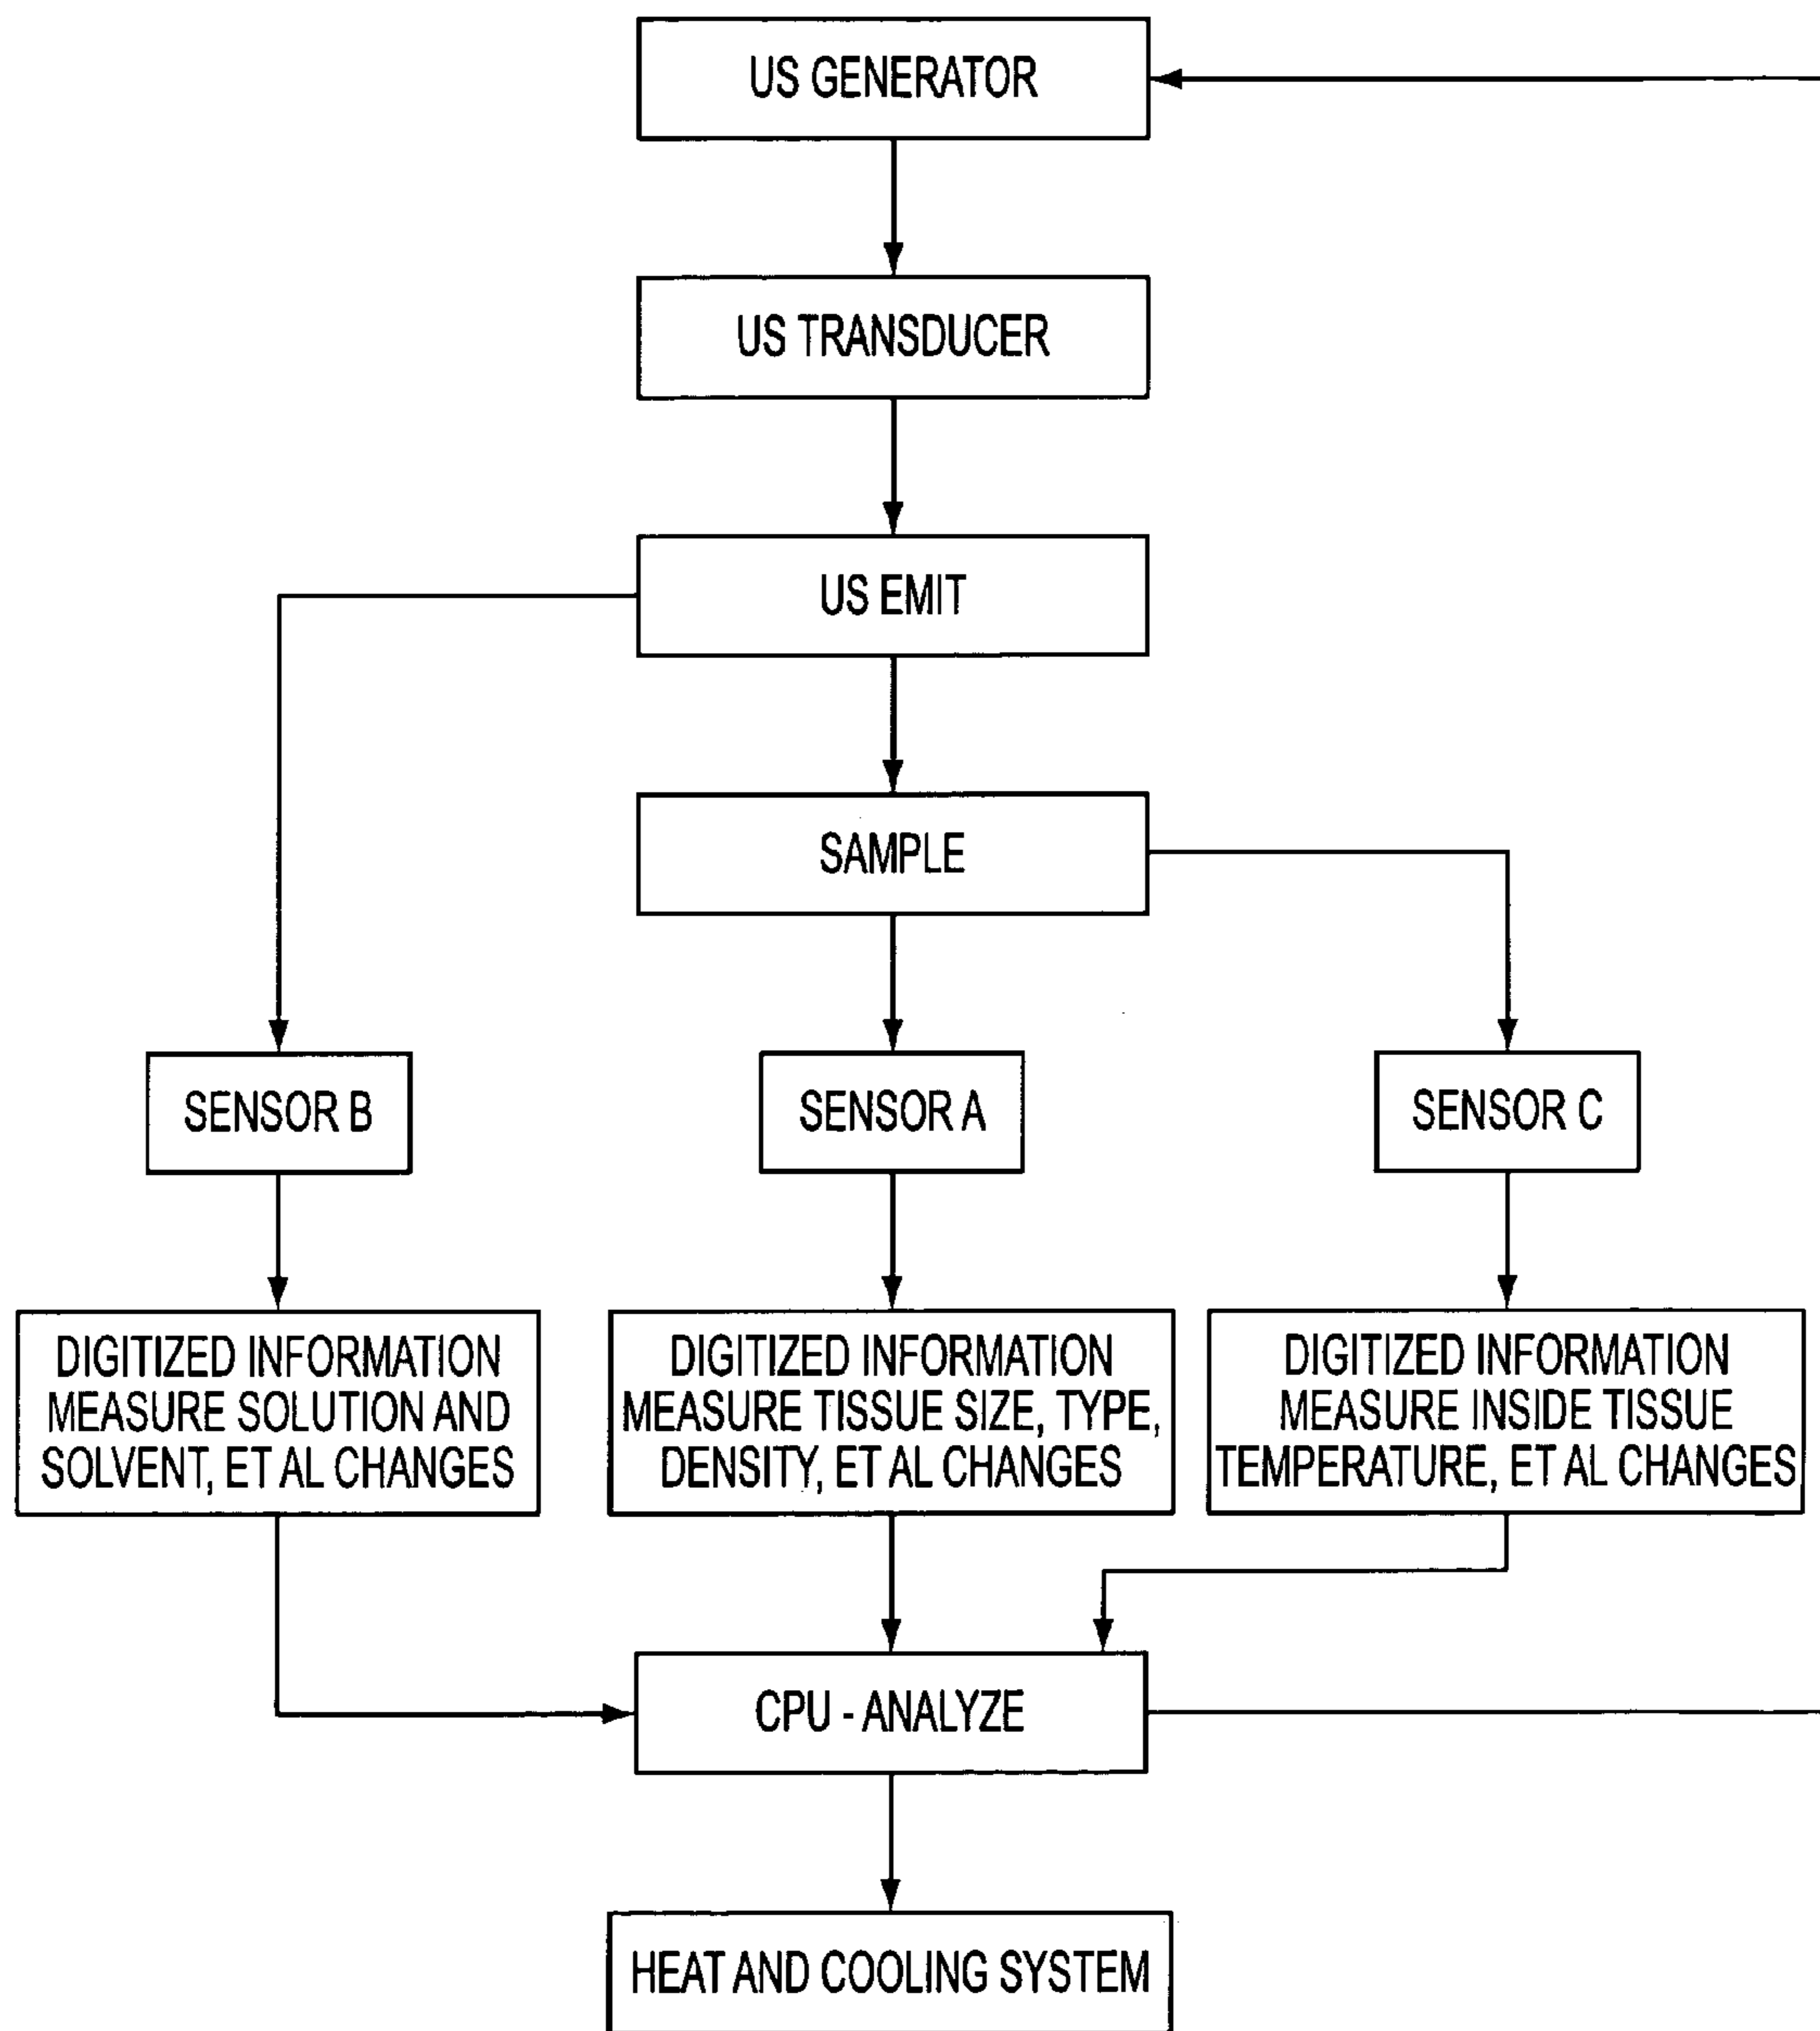 US GENERATOR
US TRANSDUCER
US EMIT
SAMPLE
SENSOR B
SENSOR A
SENSOR C
DIGITIZED INFORMATION
MEASURE SOLUTION AND
SOLVENT, ET AL CHANGES
DIGITIZED INFORMATION
MEASURE TISSUE SIZE, TYPE,
DENSITY, ET AL CHANGES
DIGITIZED INFORMATION
MEASURE INSIDE TISSUE
TEMPERATURE, ET AL CHANGES
CPU - ANALYZE
HEAT AND COOLING SYSTEM